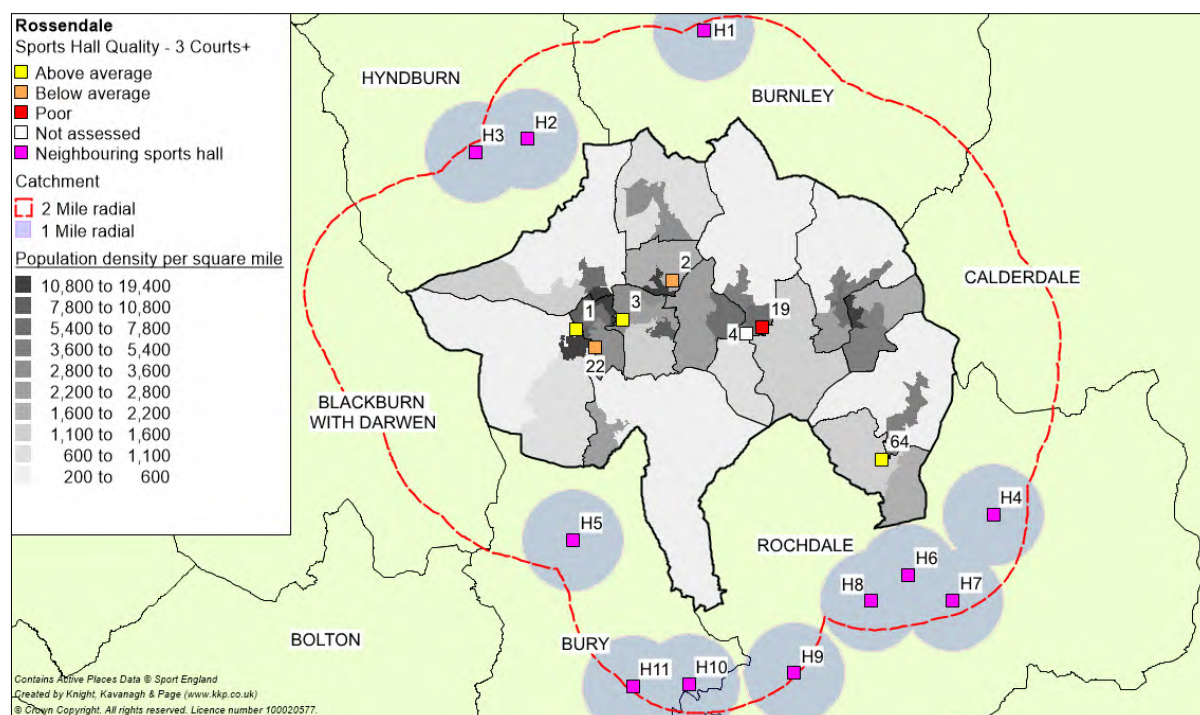 Rossendale
Sports Hall Quality - 3 Courts+
Above average
Below average
Poor
Not assessed
Neighbouring sports hall
Catchment
2 Mile radial
1 Mile radial
Population density per square mile
10,800 to 19,400
7,800 to 10,800
5,400 to 7,800
3,600 to 5,400
2,800 to 3,600
2,200 to 2,800
1,600 to 2,200
1,100 to 1,600
600 to 1,100
200 to 600
H1
HYNDBURN
BURNLEY
H3
H2
2
CALDERDALE
1
3
19
4
22
BLACKBURN
WITH DARWEN
64
H4
H5
ROCHDALE
H6
H8
H7
BOLTON
BURY
H9
H11
H10
Contains Active Places Data © Sport England
Created by Knight, Kavanagh & Page (www.kkp.co.uk)
© Crown Copyright. All rights reserved. Licence number 100020577.